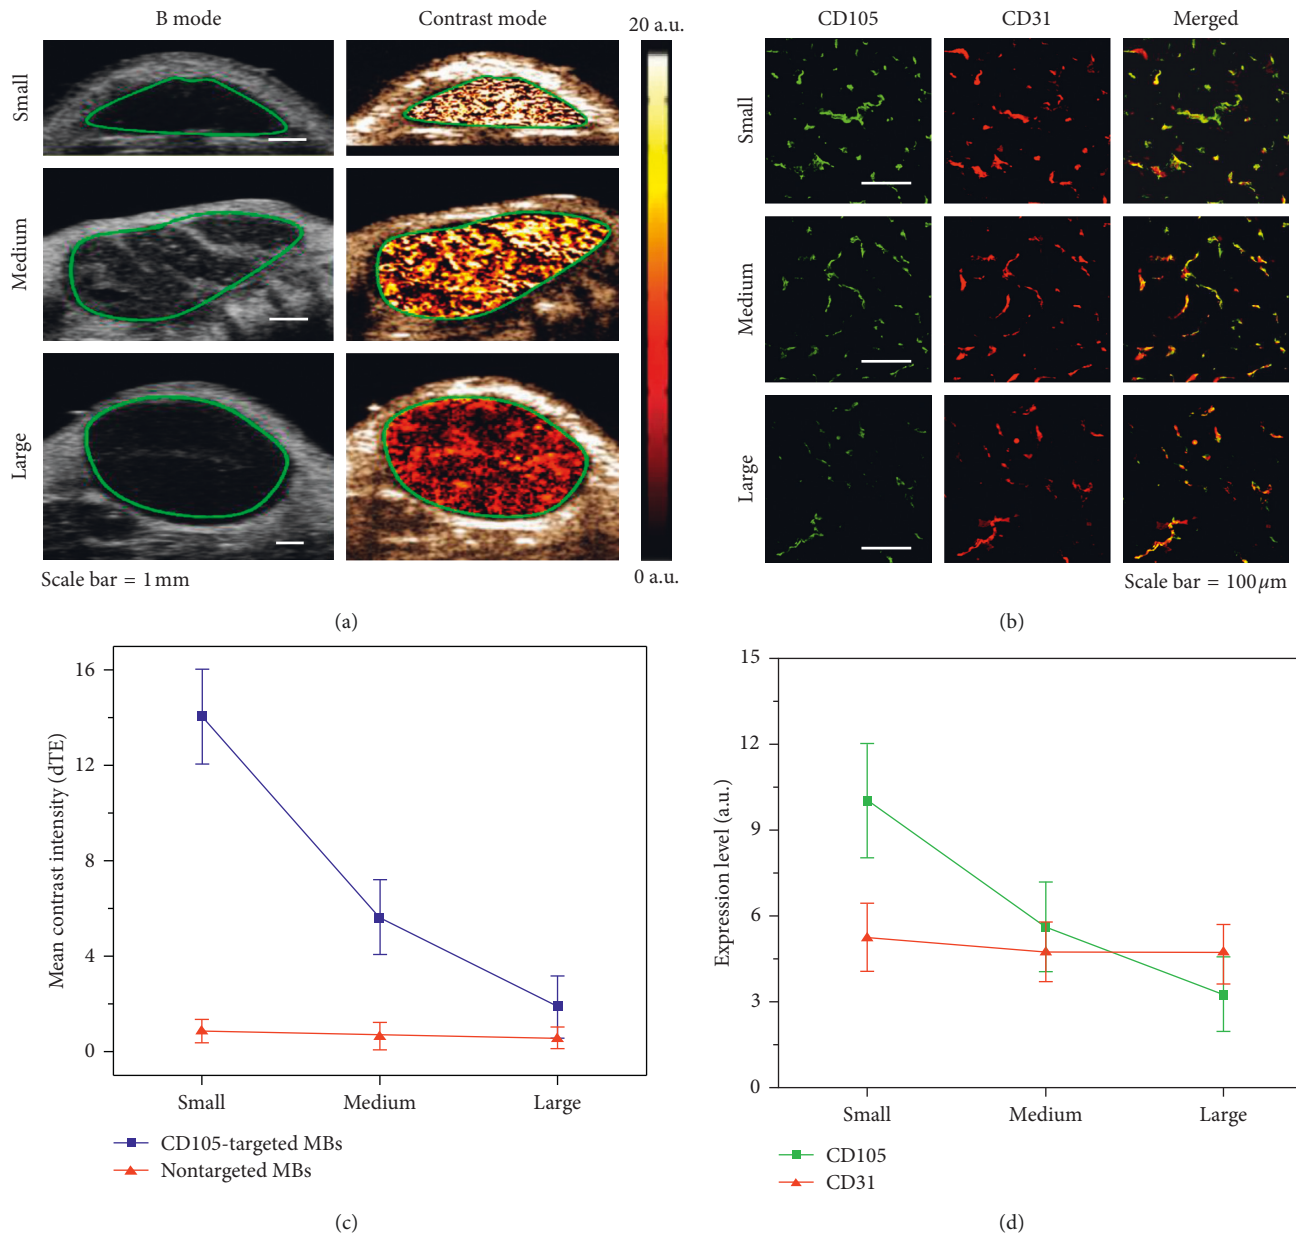 B mode
Contrast mode
20 a.u.
Small
Medium
Large
0 a.u.
Scale bar = 1 mm
(a)
CD105
CD31
Merged
Small
Medium
Large
Scale bar = 100 μm
(b)
Mean contrast intensity (dTE)
16
12
8
4
0
Small
Medium
Large
CD105-targeted MBs
Nontargeted MBs
(c)
Expression level (a.u.)
15
12
9
6
3
0
Small
Medium
Large
CD105
CD31
(d)